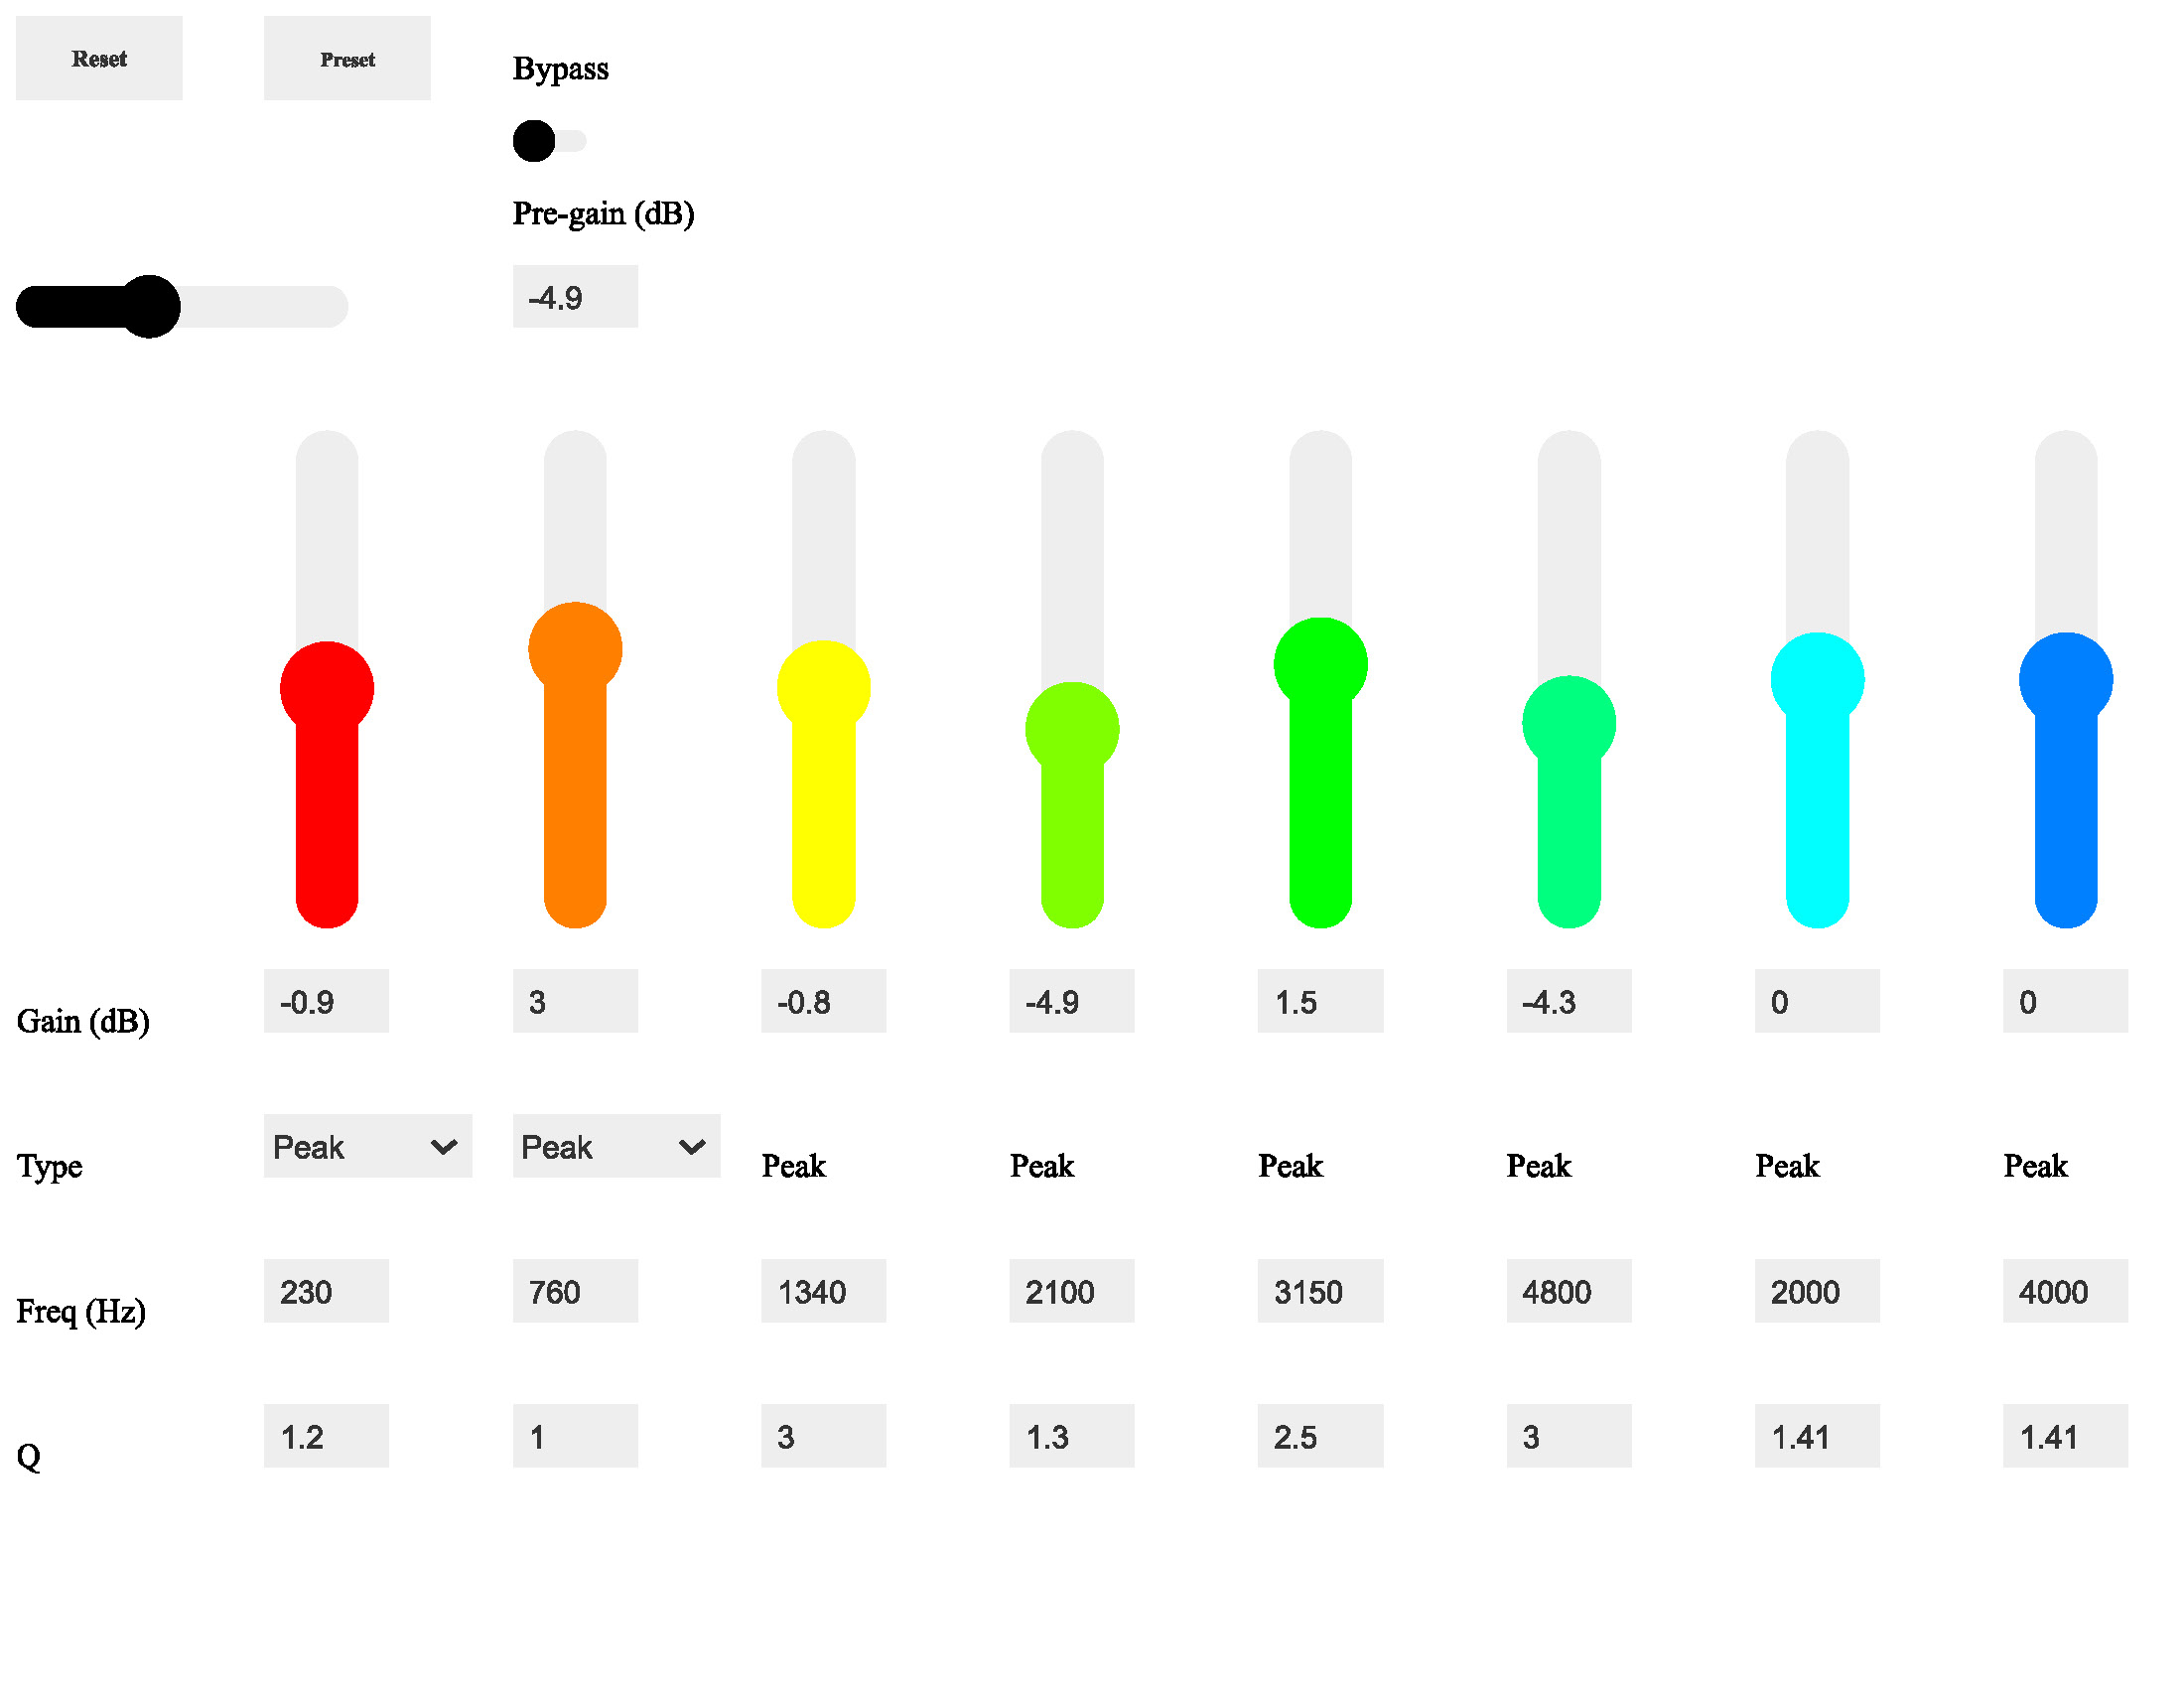 Reset Preset Bypass
Pre-gain (dB)
-4.9
Gain (dB) -0.9 3 -0.8 -4.9 1.5 -4.3 0 0
Type Peak Peak Peak Peak Peak Peak Peak Peak
Freq (Hz) 230 760 1340 2100 3150 4800 2000 4000
Q 1.2 1 3 1.3 2.5 3 1.41 1.41